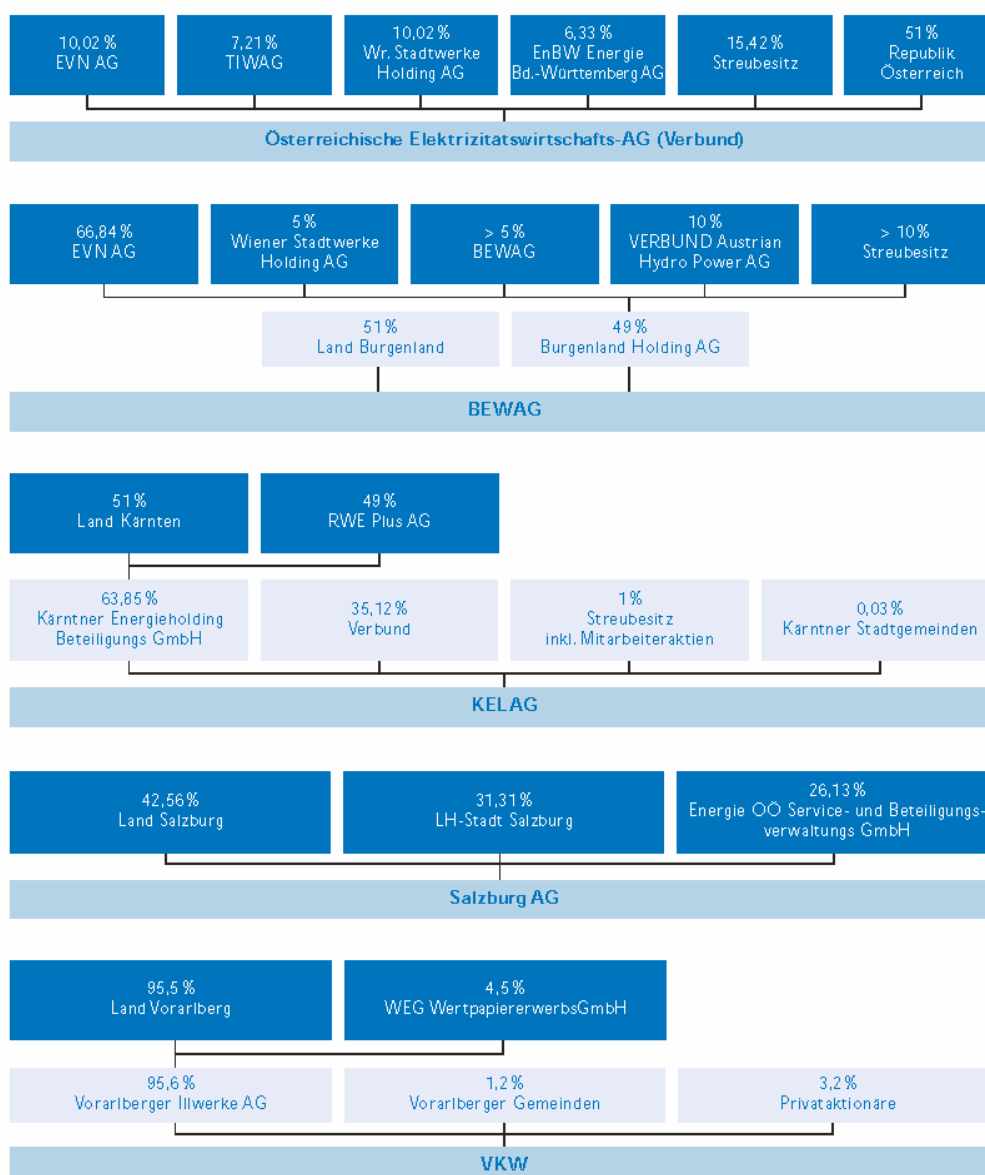 10,02 %
EVN AG
7,21 %
TIWAG
10,02 %
Wr. Stadtwerke
Holding AG
6,33 %
EnBW Energie
Bd.-Württemberg AG
15,42 %
Streubesitz
51 %
Republik
Österreich
Österreichische Elektrizitätswirtschafts-AG (Verbund)
66,84 %
EVN AG
5 %
Wiener Stadtwerke
Holding AG
> 5 %
BEWAG
10 %
VERBUND Austrian
Hydro Power AG
> 10 %
Streubesitz
51 %
Land Burgenland
49 %
Burgenland Holding AG
BEWAG
51 %
Land Kärnten
49 %
RWE Plus AG
63,85 %
Kärntner Energieholding
Beteiligungs GmbH
35,12 %
Verbund
1 %
Streubesitz
inkl. Mitarbeiteraktien
0,03 %
Kärntner Stadtgemeinden
KELAG
42,56 %
Land Salzburg
31,31 %
LH-Stadt Salzburg
26,13 %
Energie OÖ Service- und Beteiligungs-
verwaltungs GmbH
Salzburg AG
95,5 %
Land Vorarlberg
4,5 %
WEG WertpapiererwerbsGmbH
95,6 %
Vorarlberger Illwerke AG
1,2 %
Vorarlberger Gemeinden
3,2 %
Privataktionäre
VKW